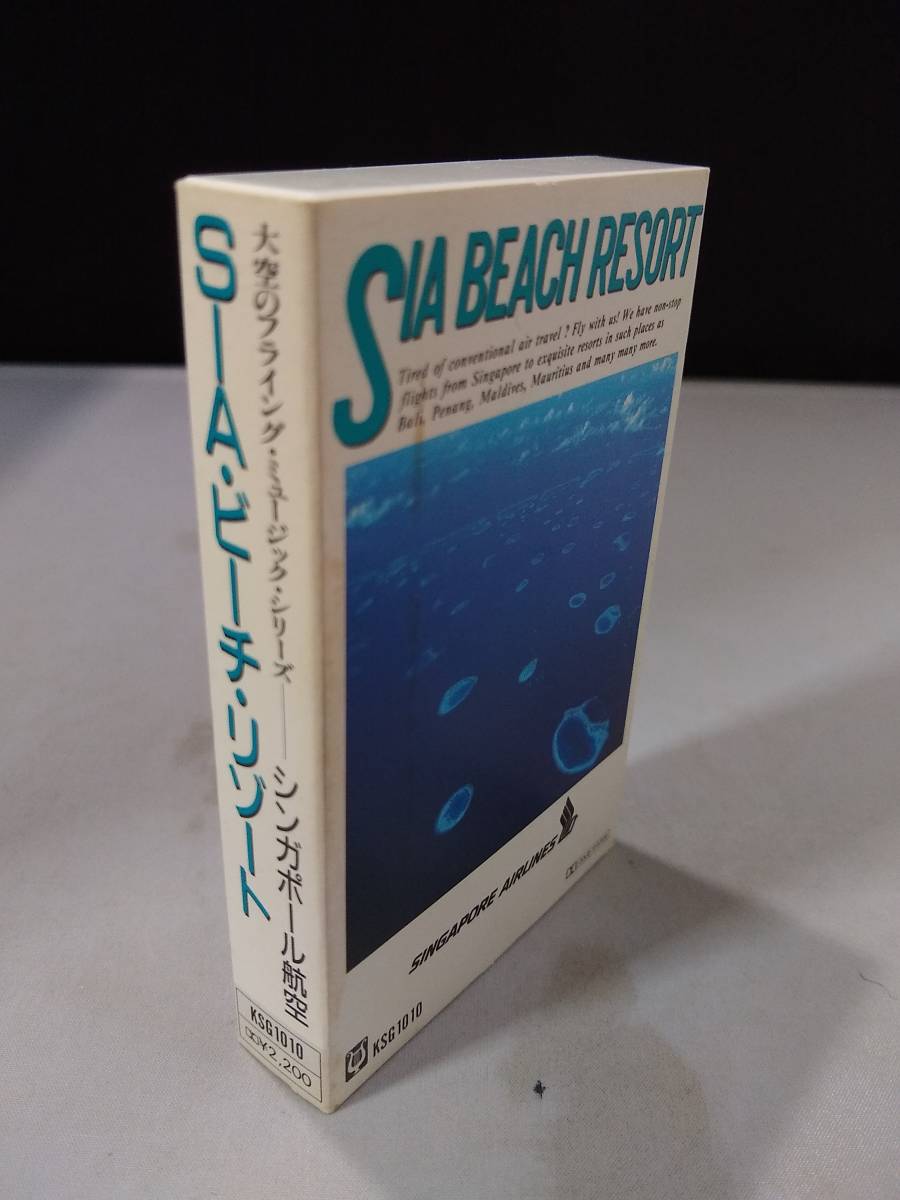 大空のフライング・ミュージック・シリーズ――シンガポール航空
SIA・ビーチ・リゾート
KSG1010
¥2,200
SIA BEACH RESORT
Tired of conventional air travel? Fly with us! We have non-stop
flights from Singapore to exquisite resorts in such places as
Bali, Penang, Maldives, Mauritius and many many more.
SINGAPORE AIRLINES
KSG1010